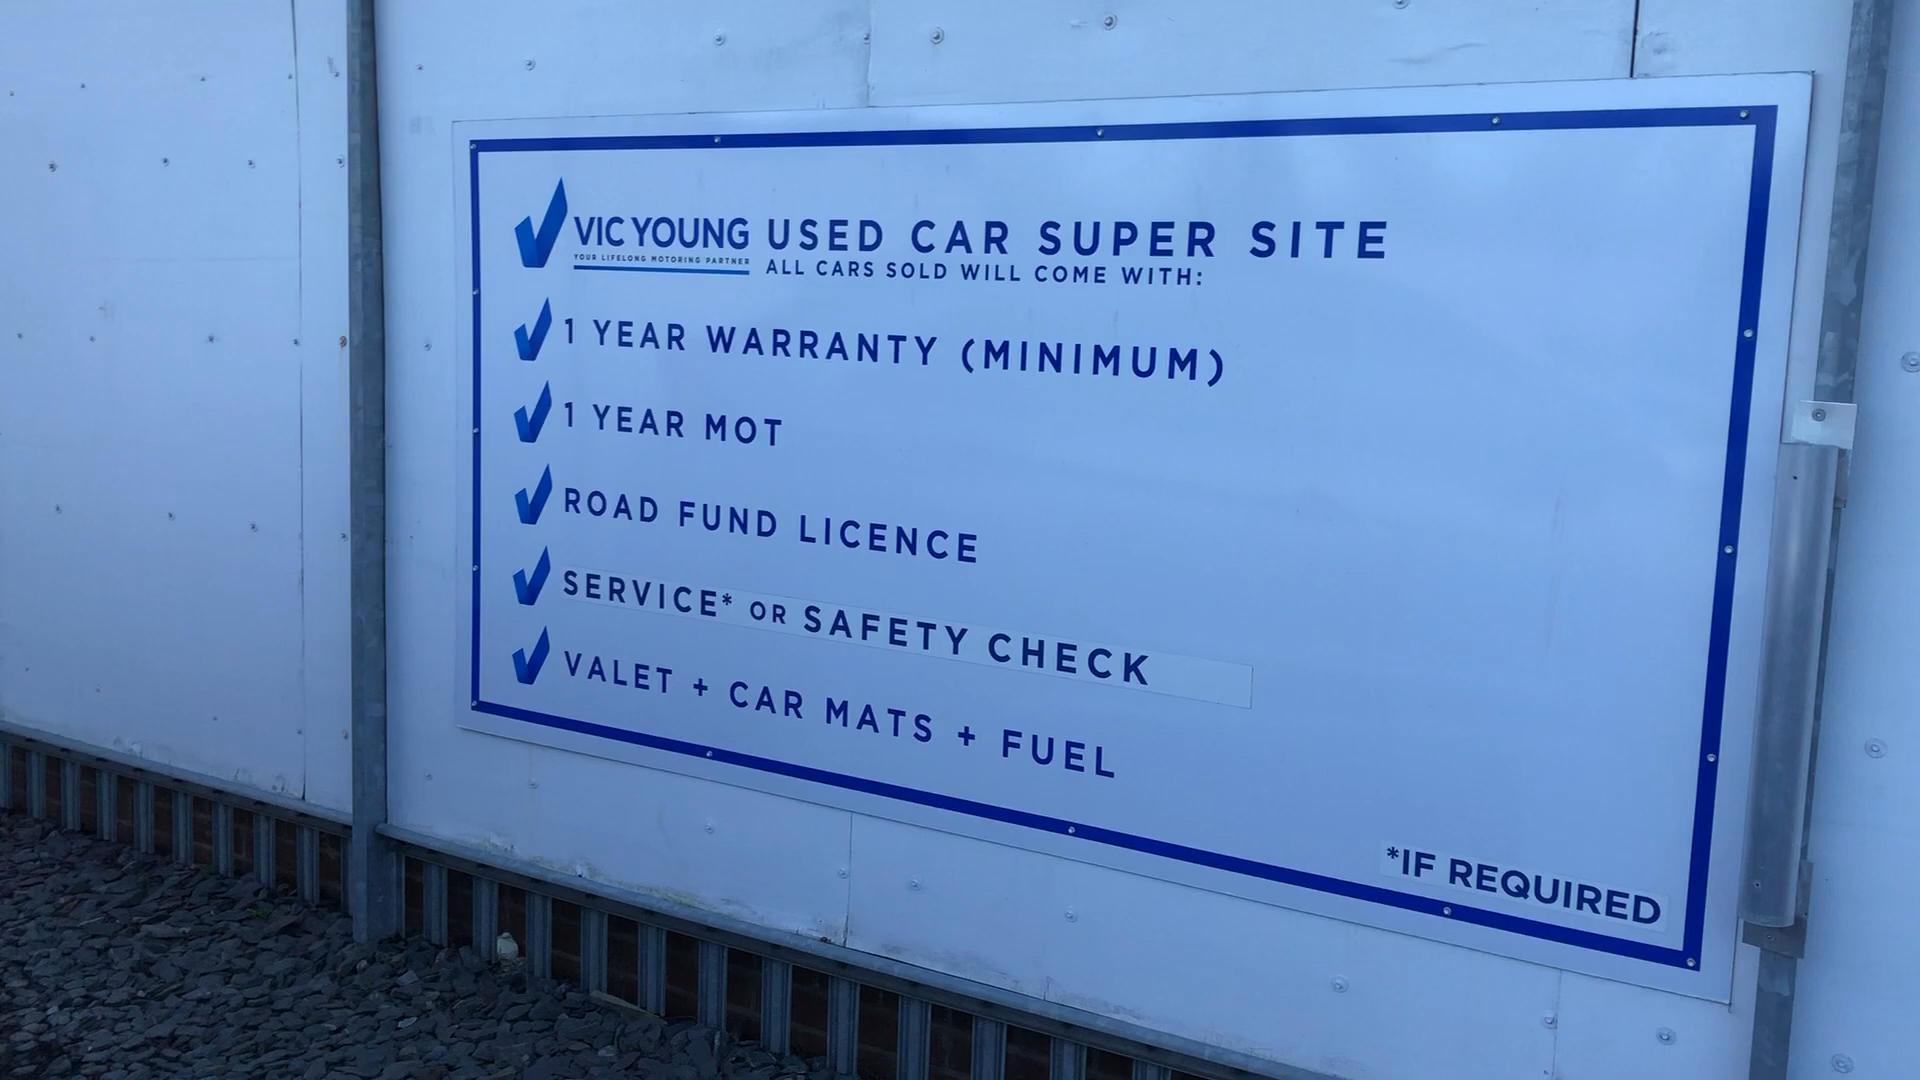 VIC YOUNG USED CAR SUPER SITE
YOUR LIFELONG MOTORING PARTNER
ALL CARS SOLD WILL COME WITH:
1 YEAR WARRANTY (MINIMUM)
1 YEAR MOT
ROAD FUND LICENCE
SERVICE* OR SAFETY CHECK
VALET + CAR MATS + FUEL
*IF REQUIRED